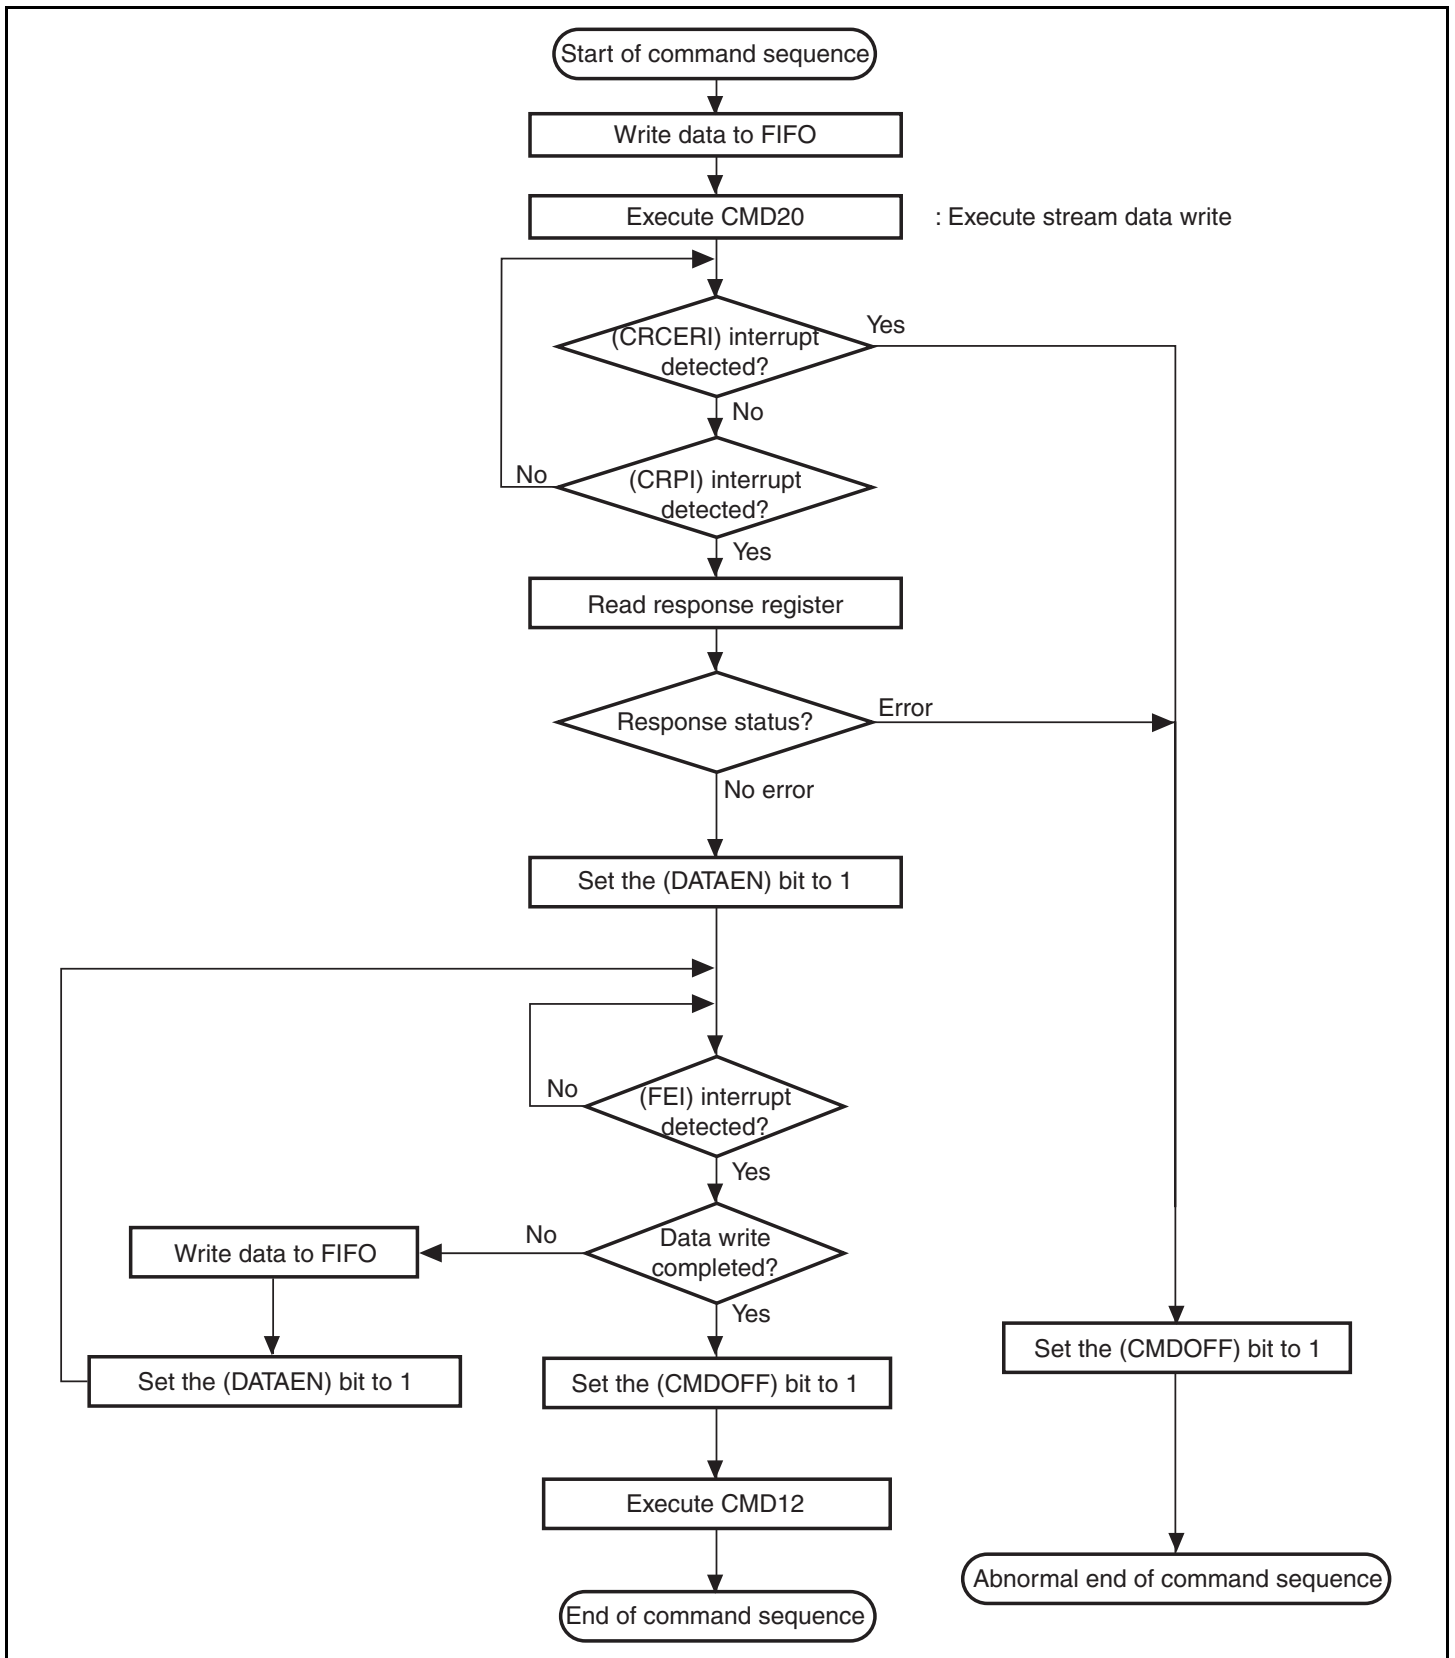 Start of command sequence
Write data to FIFO
Execute CMD20
: Execute stream data write
(CRCERI) interrupt
detected?
Yes
No
(CRPI) interrupt
detected?
No
Yes
Read response register
Response status?
Error
No error
Set the (DATAEN) bit to 1
(FEI) interrupt
detected?
No
Yes
Data write
completed?
No
Write data to FIFO
Set the (DATAEN) bit to 1
Yes
Set the (CMDOFF) bit to 1
Set the (CMDOFF) bit to 1
Execute CMD12
Abnormal end of command sequence
End of command sequence